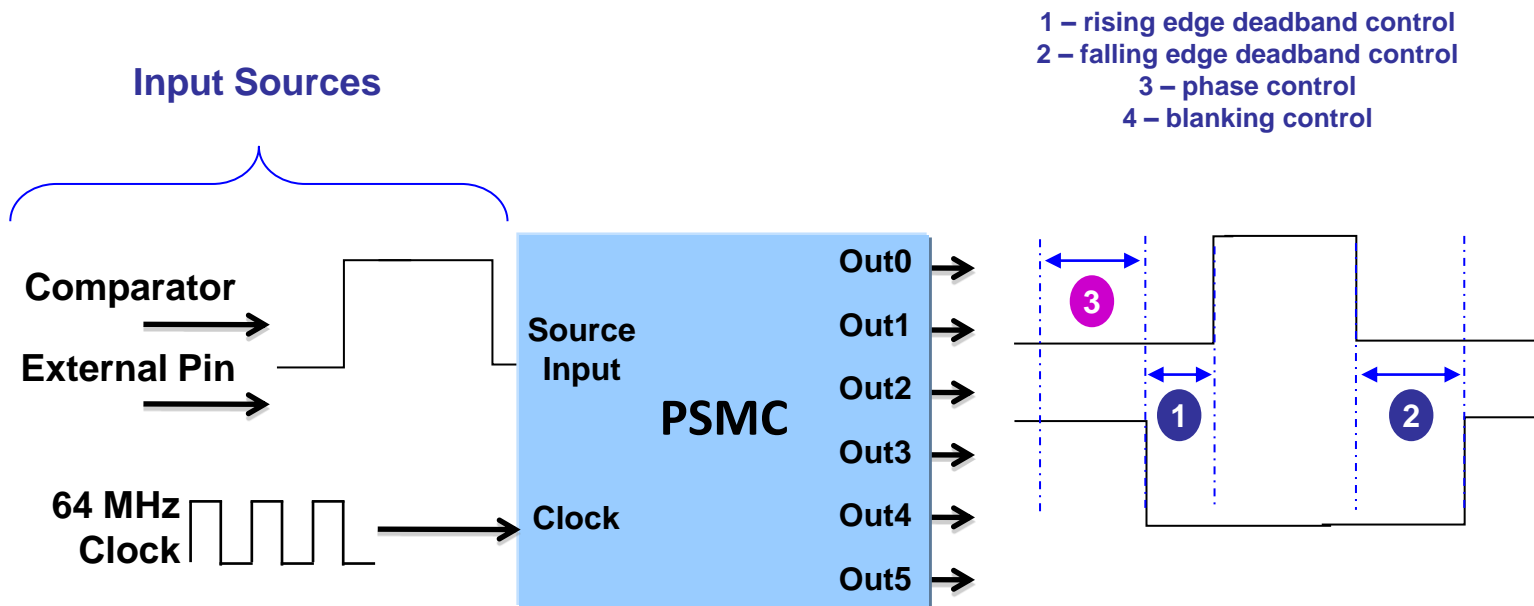 1 – rising edge deadband control
2 – falling edge deadband control
3 – phase control
4 – blanking control
Input Sources
Comparator
External Pin
64 MHz
Clock
Source
Input
Clock
PSMC
Out0
Out1
Out2
Out3
Out4
Out5
3
1
2